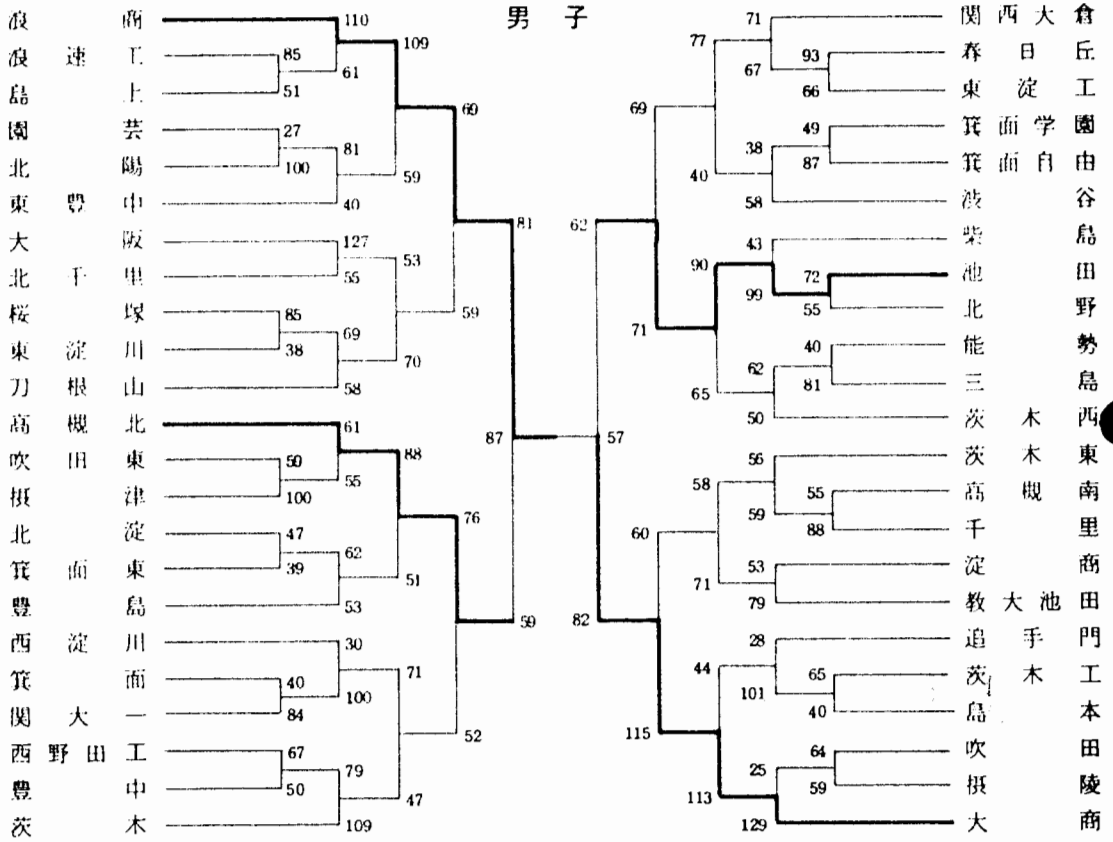 男子
浪商
浪速工
島上
園芸
北陽
東豊中
大阪
北千里
桜塚
東淀川
刀根山
高槻北
吹田東
摂津
北淀
箕面東
豊島
西淀川
箕面
関大一
西野田工
豊中
茨木
110
85
51
27
100
40
127
55
85
38
58
61
50
100
47
39
53
30
40
84
67
50
109
61
81
69
55
62
100
79
109
59
53
70
88
51
71
47
69
59
76
52
81
59
87
57
62
82
69
71
60
115
77
40
90
65
58
71
44
113
71
67
38
58
43
99
62
50
56
59
53
79
28
101
25
129
93
66
49
87
72
55
40
81
55
88
65
40
64
59
関西大倉
春日丘
東淀工
箕面学園
箕面自由
渋谷
柴島
池田
北野
能勢
三島
茨木西
茨木東
高槻南
千里
淀商
教大池田
追手門
茨木工
島本
吹田
摂陵
大商